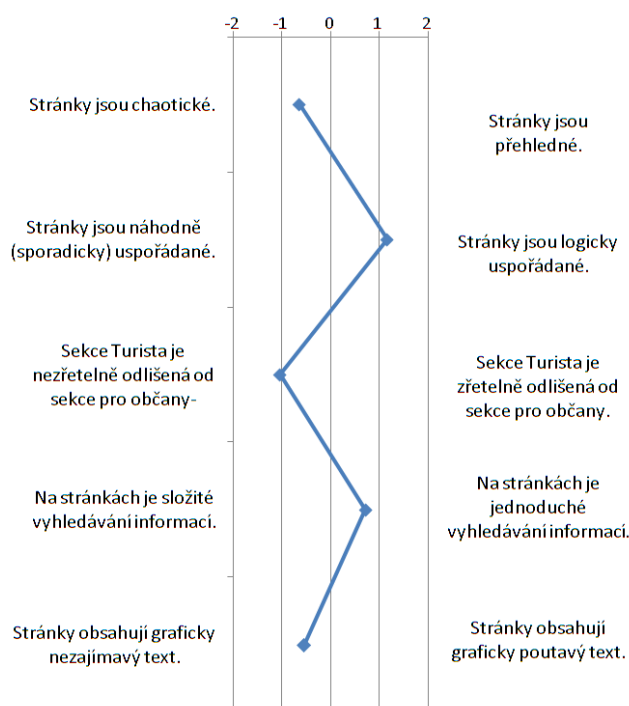 -2 -1 0 1 2
Stránky jsou chaotické.
Stránky jsou
přehledné.
Stránky jsou náhodně
(sporadicky) uspořádané.
Stránky jsou logicky
uspořádané.
Sekce Turista je
nezřetelně odlišená od
sekce pro občany-
Sekce Turista je
zřetelně odlišená od
sekce pro občany.
Na stránkách je složité
vyhledávání informací.
Na stránkách je
jednoduché
vyhledávání informací.
Stránky obsahují graficky
nezajímavý text.
Stránky obsahují
graficky poutavý text.